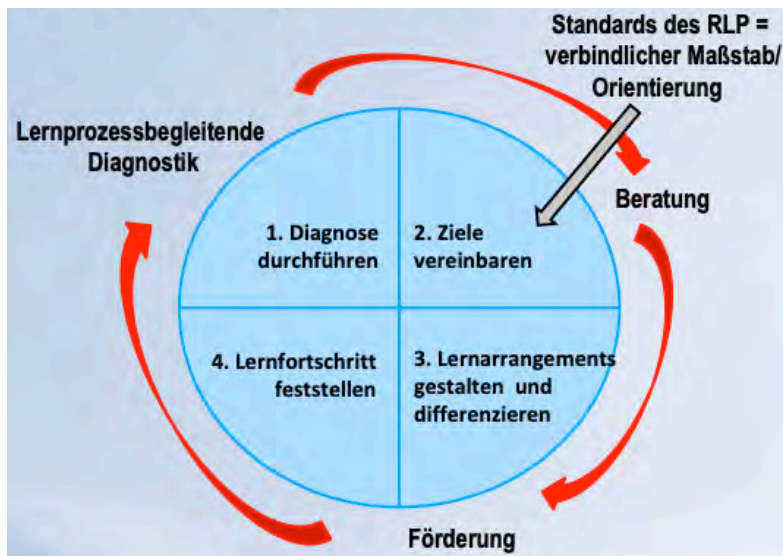 Standards des RLP =
verbindlicher Maßstab/
Orientierung
Lernprozessbegleitende
Diagnostik
Beratung
1. Diagnose
durchführen
2. Ziele
vereinbaren
4. Lernfortschritt
feststellen
3. Lernarrangements
gestalten und
differenzieren
Förderung